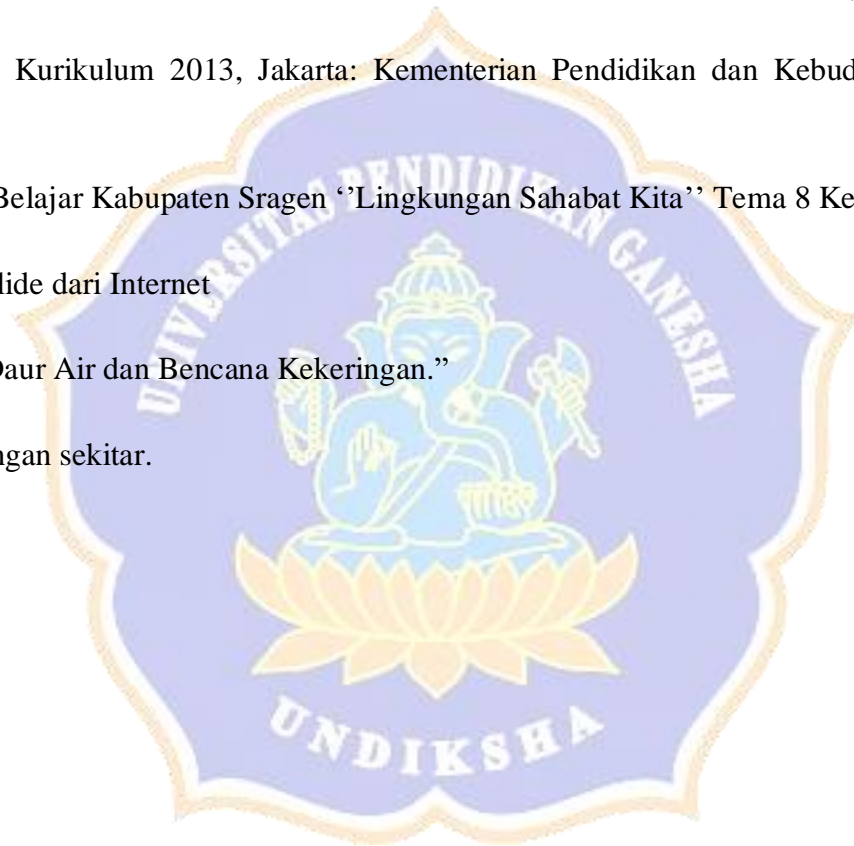 Kurikulum 2013, Jakarta: Kementerian Pendidikan dan Kebud
Belajar Kabupaten Sragen ‘’Lingkungan Sahabat Kita’’ Tema 8 Ke
lide dari Internet
Daur Air dan Bencana Kekeringan.”
ngan sekitar.
UNIVERSITAS PENDIDIKAN GANESHA
UNDIKSHA